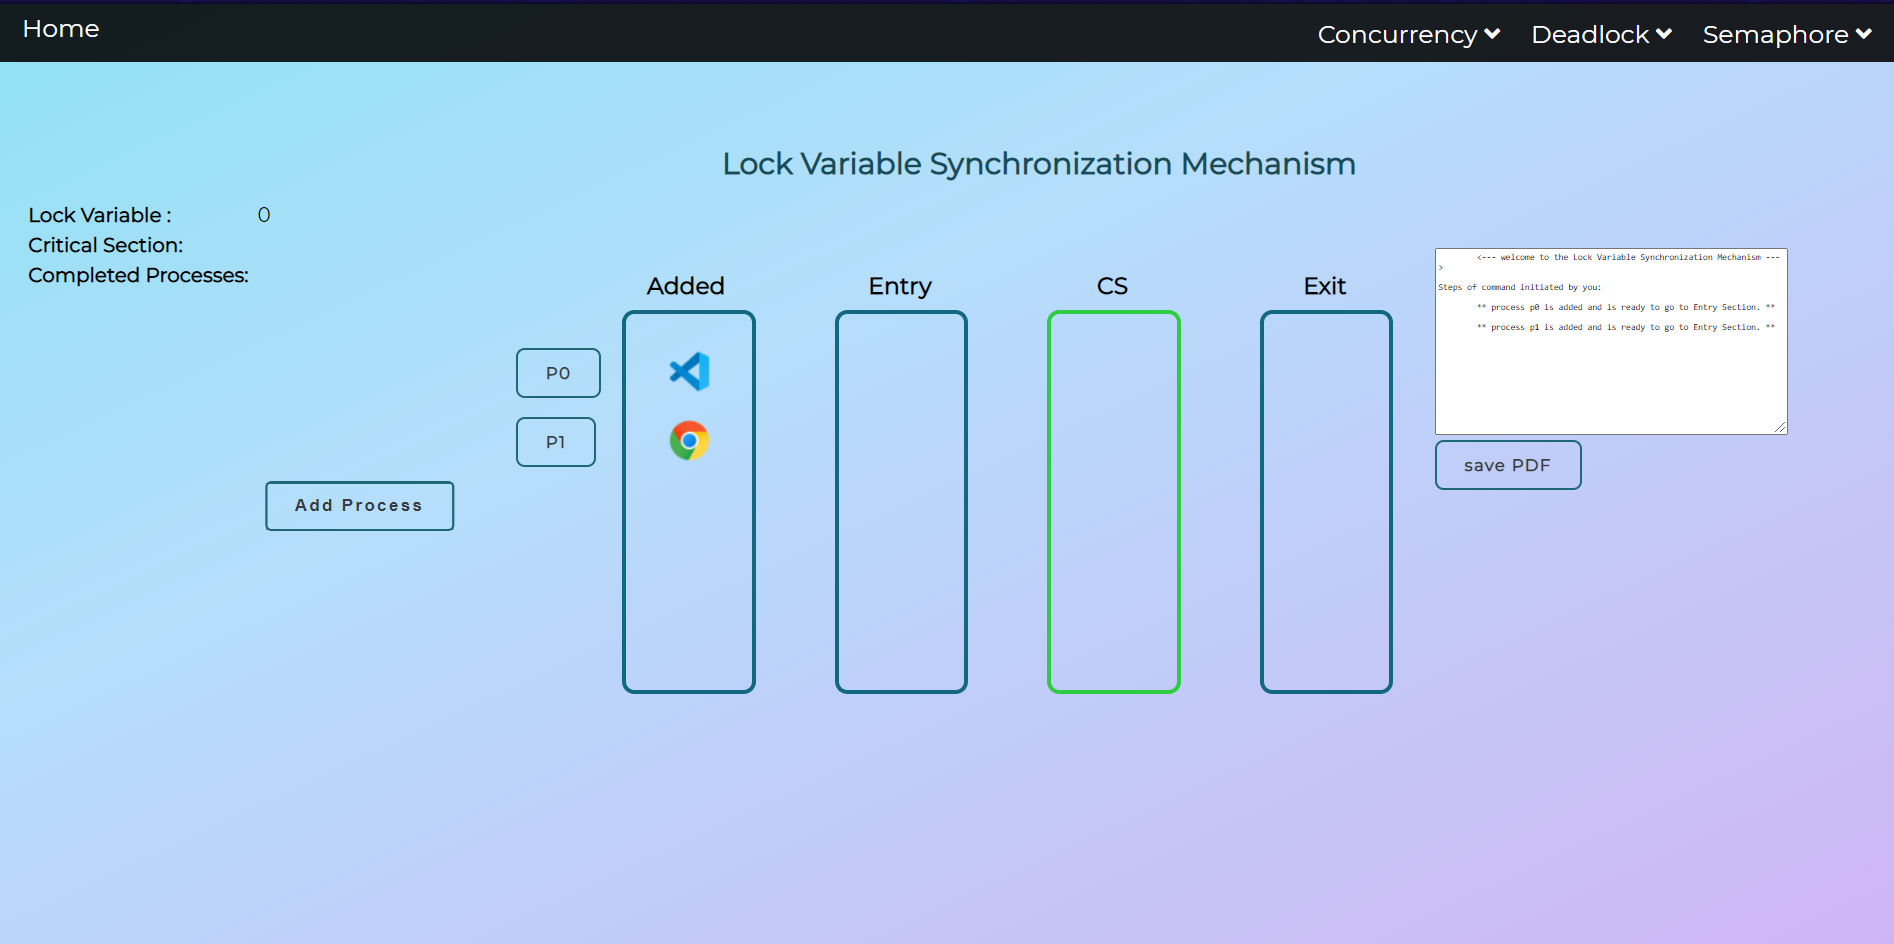 Home
Concurrency
Deadlock
Semaphore
Lock Variable Synchronization Mechanism
Lock Variable : 0
Critical Section:
Completed Processes:
Added
Entry
CS
Exit
P0
P1
Add Process
<--- welcome to the Lock Variable Synchronization Mechanism ---
>
Steps of command initiated by you:
** process p0 is added and is ready to go to Entry Section. **
** process p1 is added and is ready to go to Entry Section. **
save PDF